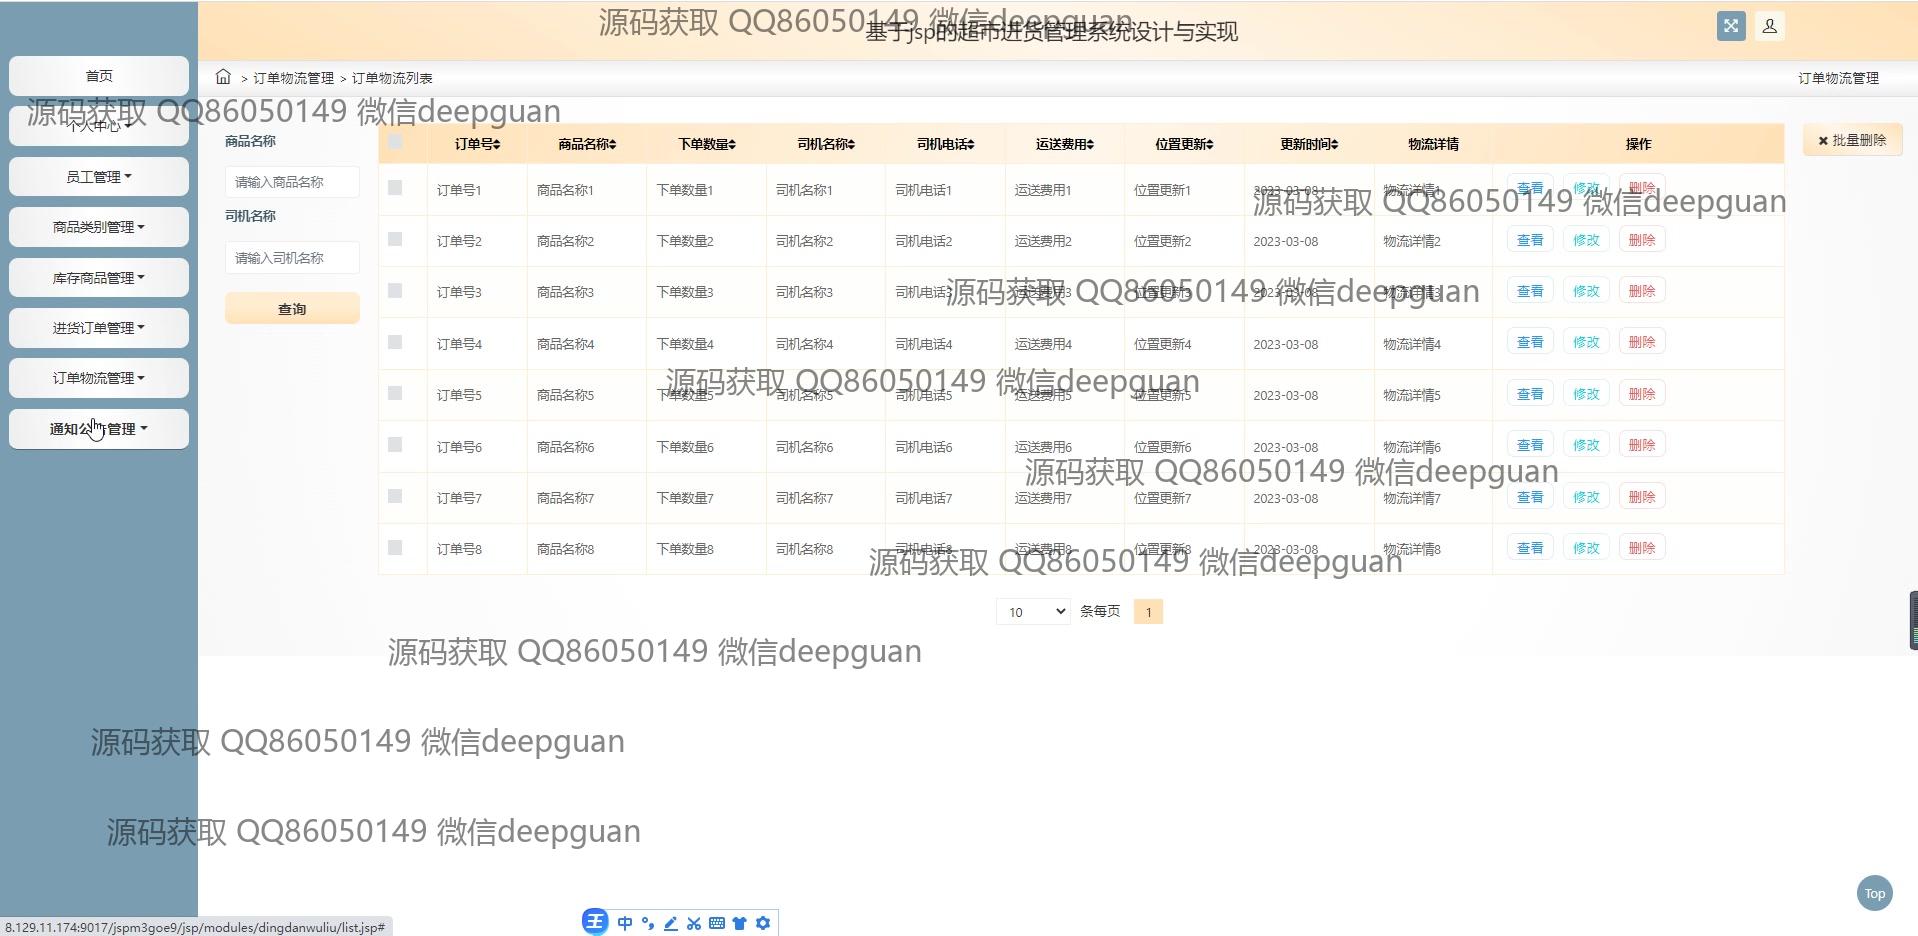 源码获取 QQ86050149 微信deepguan
基于jsp的超市进货管理系统设计与实现
首页
> 订单物流管理 > 订单物流列表
订单物流管理
源码获取 QQ86050149 微信deepguan
个人中心
员工管理
商品类别管理
库存商品管理
进货订单管理
订单物流管理
通知公告管理
商品名称
请输入商品名称
司机名称
请输入司机名称
查询
订单号 商品名称 下单数量 司机名称 司机电话 运送费用 位置更新 更新时间 物流详情 操作
批量删除
订单号1 商品名称1 下单数量1 司机名称1 司机电话1 运送费用1 位置更新1 2023-03-08 物流详情1 查看 修改 删除
源码获取 QQ86050149 微信deepguan
订单号2 商品名称2 下单数量2 司机名称2 司机电话2 运送费用2 位置更新2 2023-03-08 物流详情2 查看 修改 删除
订单号3 商品名称3 下单数量3 司机名称3 司机电话3 运送费用3 位置更新3 2023-03-08 物流详情3 查看 修改 删除
源码获取 QQ86050149 微信deepguan
订单号4 商品名称4 下单数量4 司机名称4 司机电话4 运送费用4 位置更新4 2023-03-08 物流详情4 查看 修改 删除
源码获取 QQ86050149 微信deepguan
订单号5 商品名称5 下单数量5 司机名称5 司机电话5 运送费用5 位置更新5 2023-03-08 物流详情5 查看 修改 删除
订单号6 商品名称6 下单数量6 司机名称6 司机电话6 运送费用6 位置更新6 2023-03-08 物流详情6 查看 修改 删除
源码获取 QQ86050149 微信deepguan
订单号7 商品名称7 下单数量7 司机名称7 司机电话7 运送费用7 位置更新7 2023-03-08 物流详情7 查看 修改 删除
订单号8 商品名称8 下单数量8 司机名称8 司机电话8 运送费用8 位置更新8 2023-03-08 物流详情8 查看 修改 删除
源码获取 QQ86050149 微信deepguan
10 条每页 1
源码获取 QQ86050149 微信deepguan
源码获取 QQ86050149 微信deepguan
源码获取 QQ86050149 微信deepguan
Top
8.129.11.174:9017/jspm3goe9/jsp/modules/dingdanwuliu/list.jsp#
王 中